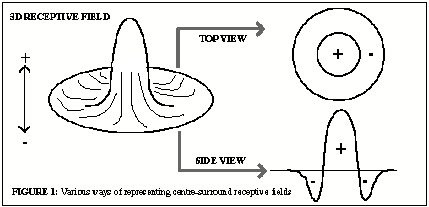 3D RECEPTIVE FIELD
+
-
TOP VIEW
+ -
SIDE VIEW
+
- -
FIGURE 1: Various ways of representing centre-surround receptive fields